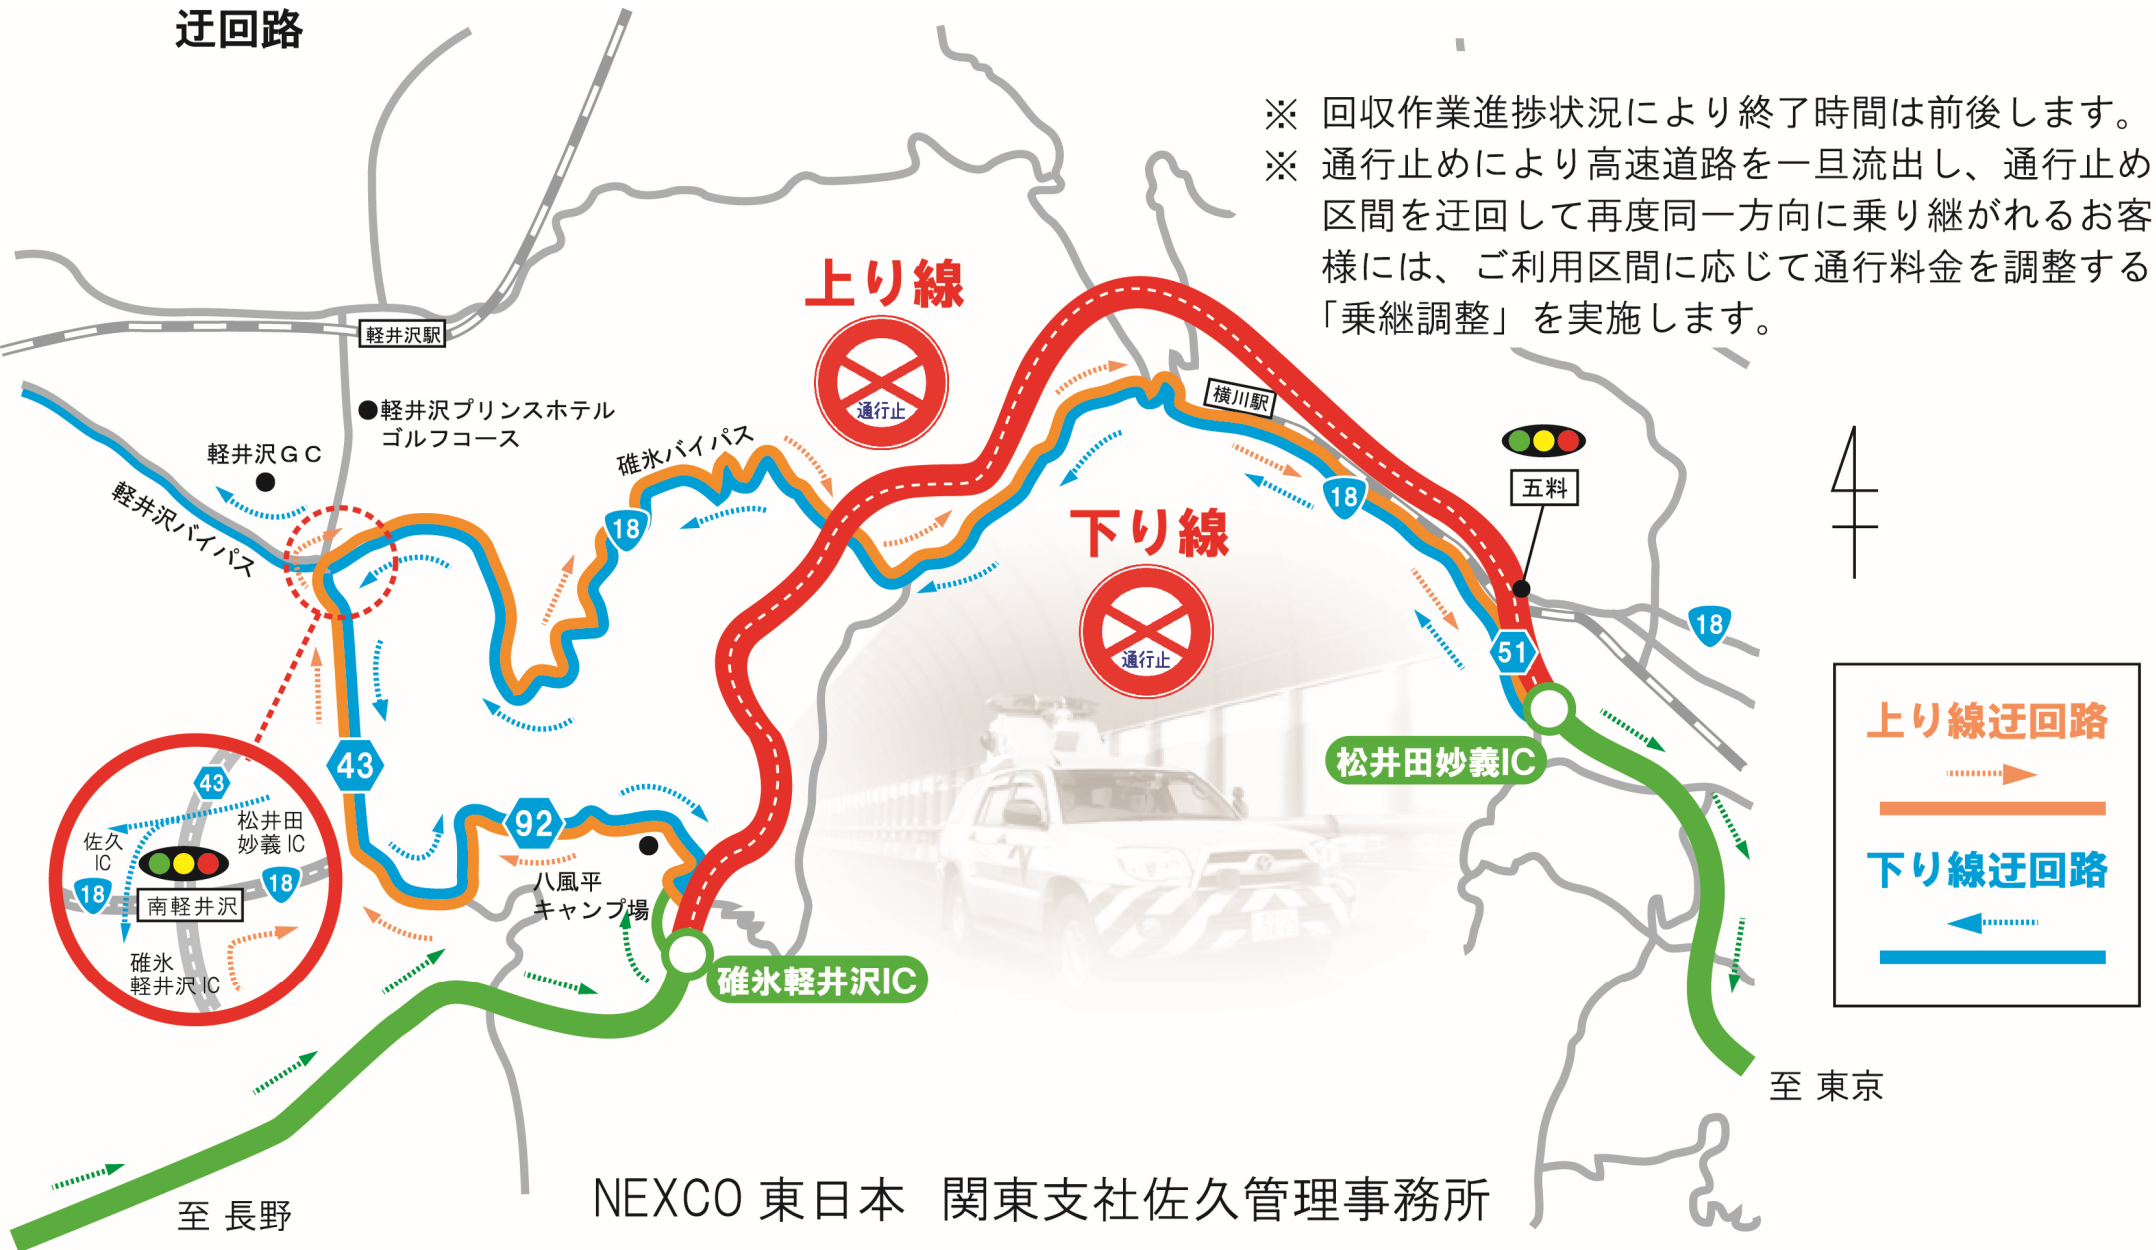 迂回路
※ 回収作業進捗状況により終了時間は前後します。
※ 通行止めにより高速道路を一旦流出し、通行止め
区間を迂回して再度同一方向に乗り継がれるお客
様には、ご利用区間に応じて通行料金を調整する
「乗継調整」を実施します。
上り線
通行止
軽井沢駅
軽井沢プリンスホテル
ゴルフコース
軽井沢GC
軽井沢バイパス
碓氷バイパス
18
横川駅
18
五料
下り線
通行止
51
18
43
92
八風平
キャンプ場
松井田妙義IC
碓氷軽井沢IC
43
佐久
IC
松井田
妙義IC
18
18
南軽井沢
碓氷
軽井沢IC
上り線迂回路
下り線迂回路
至 東京
至 長野
NEXCO 東日本 関東支社佐久管理事務所